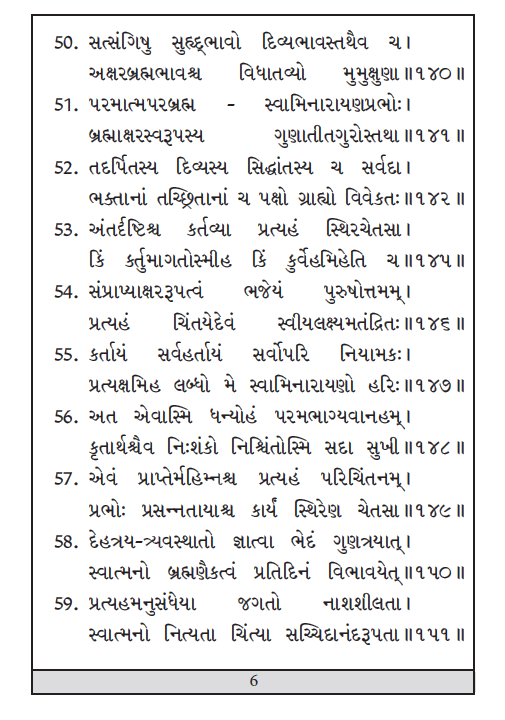 50. સત્સંગિષુ સુહૃદ્ભાવો દિવ્યભાવસ્તથૈવ ચ।
અક્ષરબ્રહ્મભાવશ્ચ વિધાતવ્યો મુમુક્ષુણા॥૧૪૦॥
51. પરમાત્મપરબ્રહ્મ - સ્વામિનારાયણપ્રભોઃ।
બ્રહ્માક્ષરસ્વરૂપસ્ય ગુણાતીતગુરોસ્તથા॥૧૪૧॥
52. તદર્પિતસ્ય દિવ્યસ્ય સિદ્ધાંતસ્ય ચ સર્વદા।
ભક્તાનાં તચ્છ્રિતાનાં ચ પક્ષો ગ્રાહ્યો વિવેકતઃ॥૧૪૨॥
53. અંતર્દષ્ટિશ્ચ કર્તવ્યા પ્રત્યહં સ્થિરચેતસા।
કિં ર્ક્તુમાગતોસ્મીહ કિં કુર્વેહમિહેતિ ચ॥૧૪૫॥
54. સંપ્રાપ્યાક્ષરરૂપત્વં ભજેયં પુરુષોત્તમમ્।
પ્રત્યહં ચિંતયેદેવં સ્વીયલક્ષ્યમતંદ્રિતઃ॥૧૪૬॥
55. કર્તાયં સર્વહર્તાયં સર્વોપરિ નિયામકઃ।
પ્રત્યક્ષમિહ લબ્ધો મે સ્વામિનારાયણો હરિઃ॥૧૪૭॥
56. અત એવાસ્મિ ધન્યોહં પરમભાગ્યવાનહમ્।
કૃતાર્થશ્ચૈવ નિઃશંકો નિશ્ચિંતોસ્મિ સદા સુખી॥૧૪૮॥
57. એવં પ્રાપ્તેર્મહિમ્નશ્ચ પ્રત્યહં પરિચિંતનમ્।
પ્રભોઃ પ્રસન્નતાયાશ્ચ કાર્યં સ્થિરેણ ચેતસા॥૧૪૯॥
58. દેહત્રય-ત્ર્યવસ્થાતો જ્ઞાત્વા ભેદં ગુણત્રયાત્।
સ્વાત્મનો બ્રહ્મણૈકત્વં પ્રતિદિનં વિભાવયેત્॥૧૫૦॥
59. પ્રત્યહમનુસંધેયા જગતો નાશશીલતા।
સ્વાત્મનો નિત્યતા ચિંત્યા સચ્ચિદાનંદરૂપતા॥૧૫૧॥
6